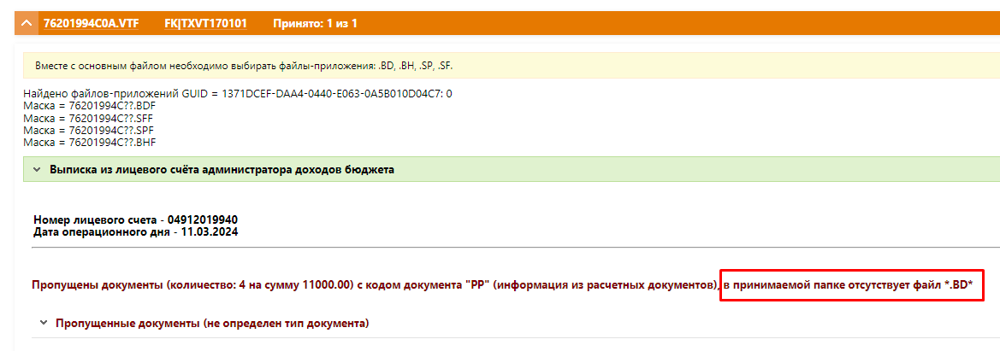 76201994C0A.VTF FK|TXVT170101 Принято: 1 из 1
Вместе с основным файлом необходимо выбирать файлы-приложения: .BD, .BH, .SP, .SF.
Найдено файлов-приложений GUID = 1371DCEF-DAA4-0440-E063-0A5B010D04C7: 0
Маска = 76201994C??.BDF
Маска = 76201994C??.SFF
Маска = 76201994C??.SPF
Маска = 76201994C??.BHF
Выписка из лицевого счёта администратора доходов бюджета
Номер лицевого счета - 04912019940
Дата операционного дня - 11.03.2024
Пропущены документы (количество: 4 на сумму 11000.00) с кодом документа "PP" (информация из расчетных документов), в принимаемой папке отсутствует файл *.BD*
Пропущенные документы (не определен тип документа)